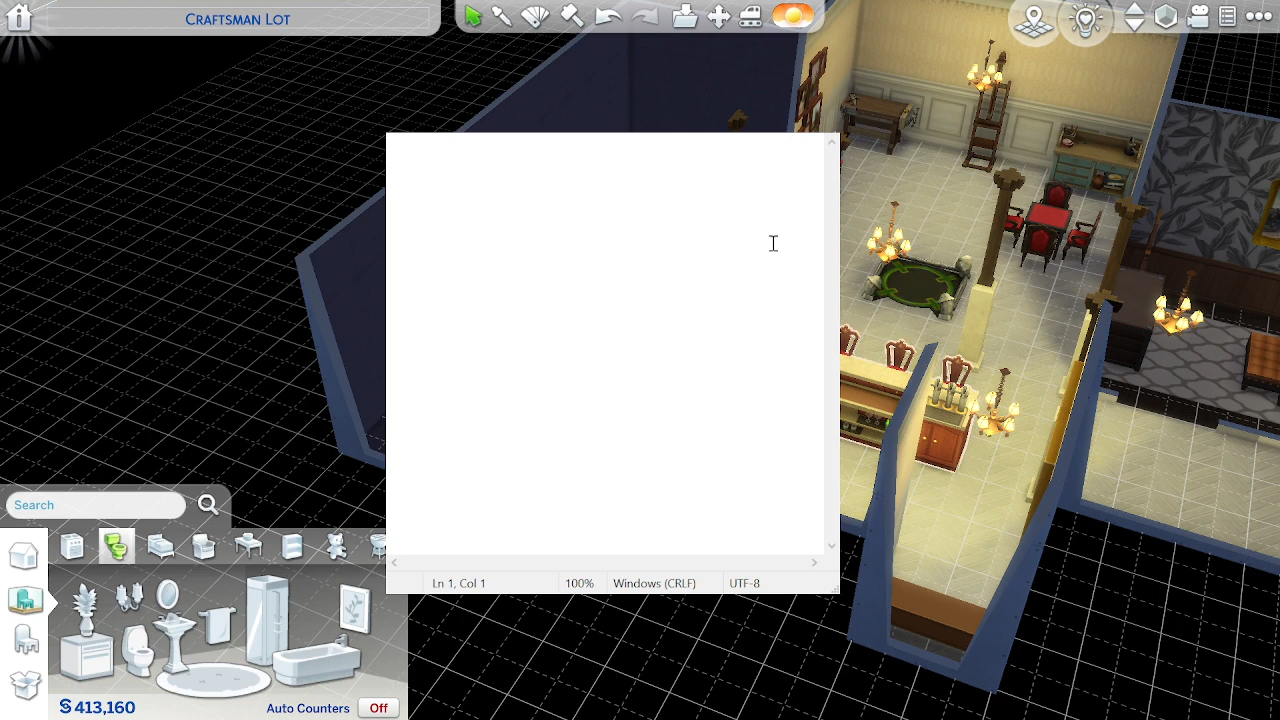 Craftsman Lot
Search
Ln 1, Col 1
100%
Windows (CRLF)
UTF-8
§413,160
Auto Counters
Off